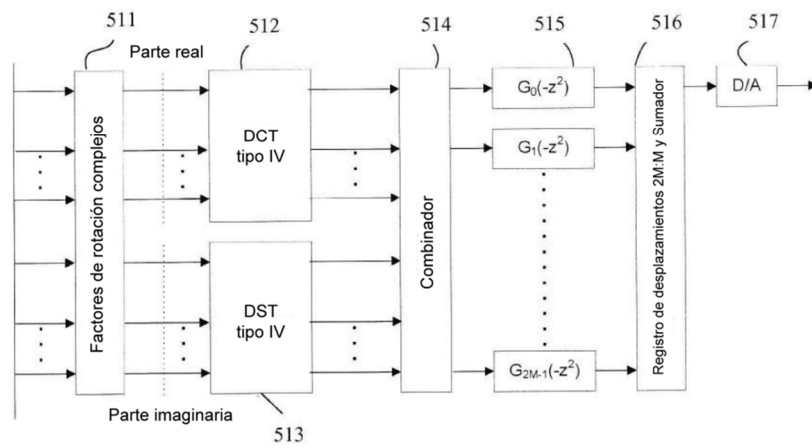 511
512
514
515
516
517
Parte real
Factores de rotación complejos
DCT
tipo IV
DST
tipo IV
Combinador
G₀(-z²)
G₁(-z²)
G₂M-₁(-z²)
Registro de desplazamientos 2M:M y Sumador
D/A
Parte imaginaria
513